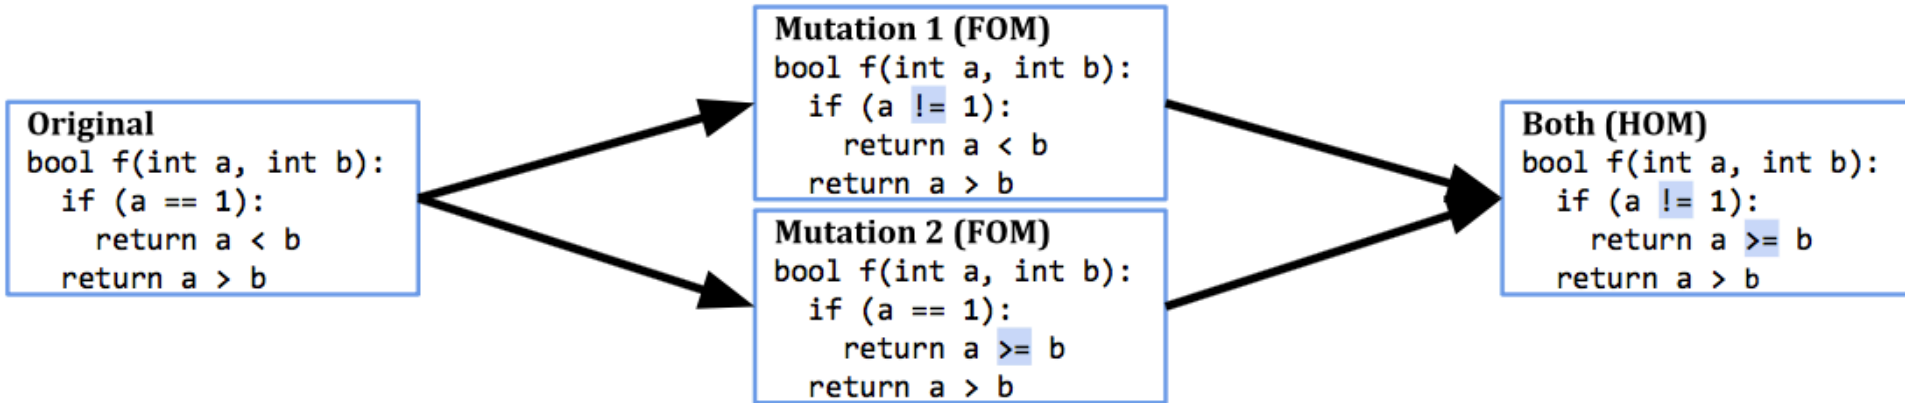 Original
bool f(int a, int b):
  if (a == 1):
    return a < b
  return a > b
Mutation 1 (FOM)
bool f(int a, int b):
  if (a != 1):
    return a < b
  return a > b
Mutation 2 (FOM)
bool f(int a, int b):
  if (a == 1):
    return a >= b
  return a > b
Both (HOM)
bool f(int a, int b):
  if (a != 1):
    return a >= b
  return a > b